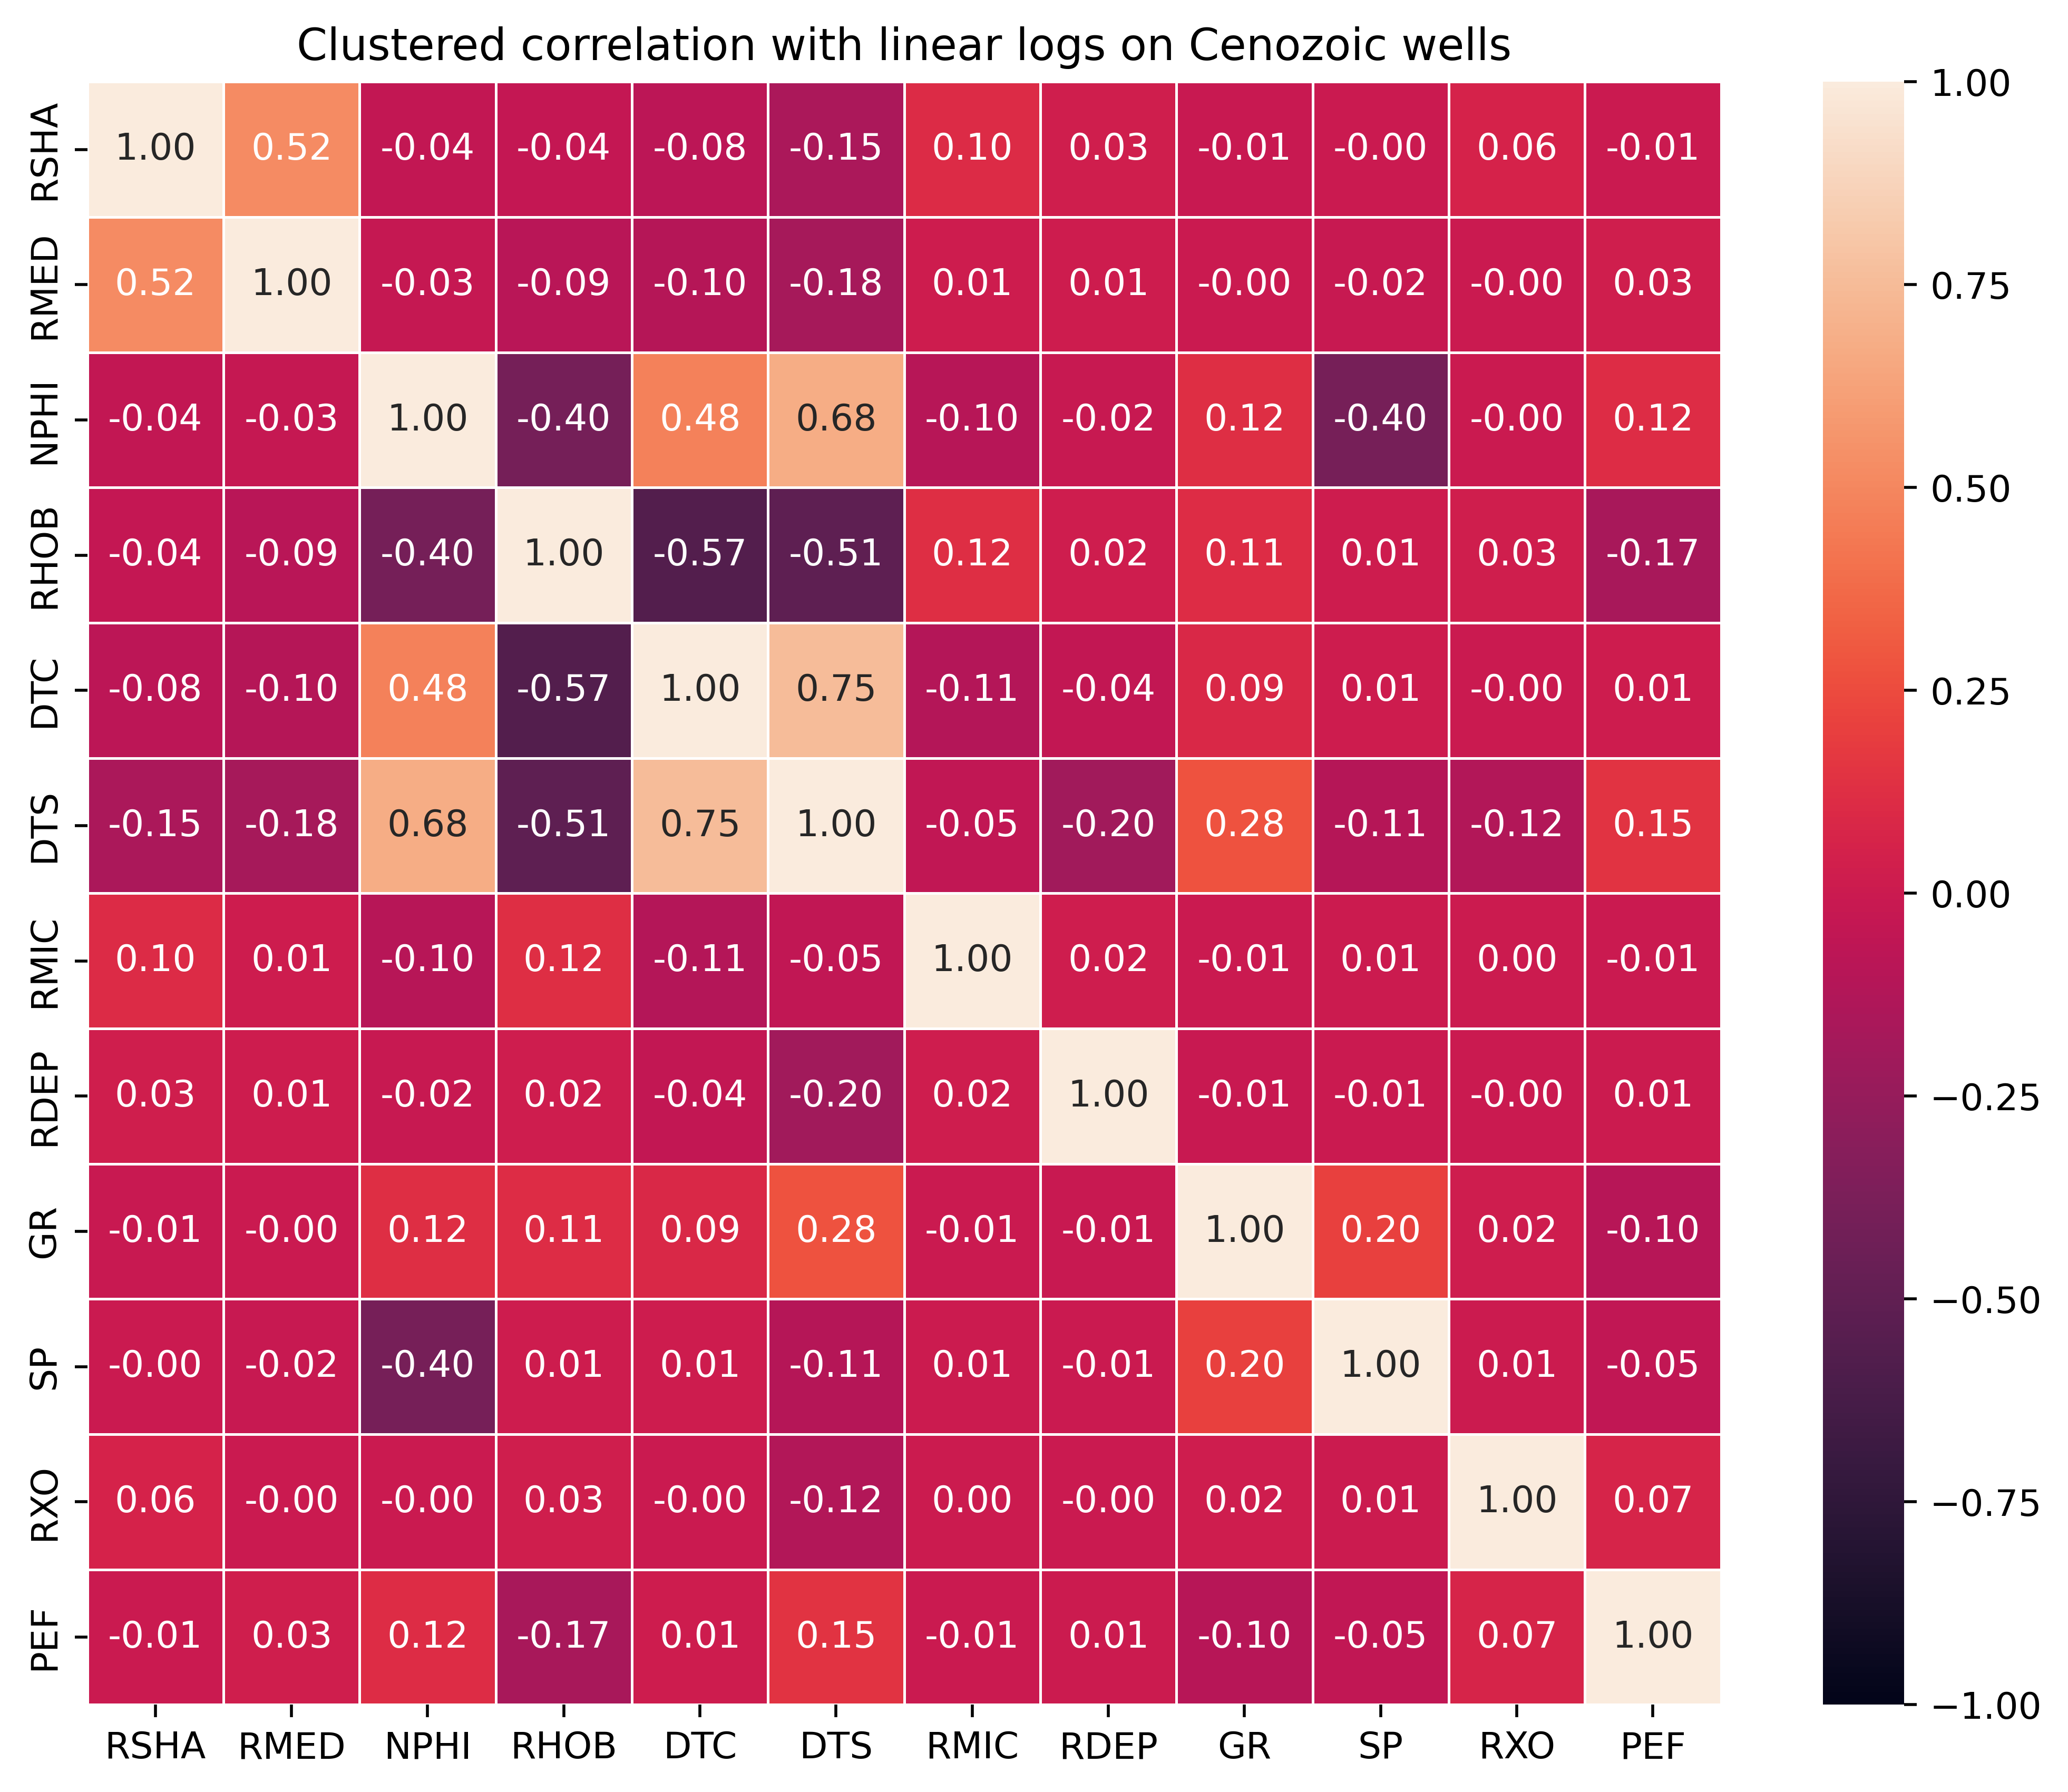 Clustered correlation with linear logs on Cenozoic wells
RSHA 1.00 0.52 -0.04 -0.04 -0.08 -0.15 0.10 0.03 -0.01 -0.00 0.06 -0.01
RMED 0.52 1.00 -0.03 -0.09 -0.10 -0.18 0.01 0.01 -0.00 -0.02 -0.00 0.03
NPHI -0.04 -0.03 1.00 -0.40 0.48 0.68 -0.10 -0.02 0.12 -0.40 -0.00 0.12
RHOB -0.04 -0.09 -0.40 1.00 -0.57 -0.51 0.12 0.02 0.11 0.01 0.03 -0.17
DTC -0.08 -0.10 0.48 -0.57 1.00 0.75 -0.11 -0.04 0.09 0.01 -0.00 0.01
DTS -0.15 -0.18 0.68 -0.51 0.75 1.00 -0.05 -0.20 0.28 -0.11 -0.12 0.15
RMIC 0.10 0.01 -0.10 0.12 -0.11 -0.05 1.00 0.02 -0.01 0.01 0.00 -0.01
RDEP 0.03 0.01 -0.02 0.02 -0.04 -0.20 0.02 1.00 -0.01 -0.01 -0.00 0.01
GR -0.01 -0.00 0.12 0.11 0.09 0.28 -0.01 -0.01 1.00 0.20 0.02 -0.10
SP -0.00 -0.02 -0.40 0.01 0.01 -0.11 0.01 -0.01 0.20 1.00 0.01 -0.05
RXO 0.06 -0.00 -0.00 0.03 -0.00 -0.12 0.00 -0.00 0.02 0.01 1.00 0.07
PEF -0.01 0.03 0.12 -0.17 0.01 0.15 -0.01 0.01 -0.10 -0.05 0.07 1.00
RSHA RMED NPHI RHOB DTC DTS RMIC RDEP GR SP RXO PEF
1.00
0.75
0.50
0.25
0.00
−0.25
−0.50
−0.75
−1.00